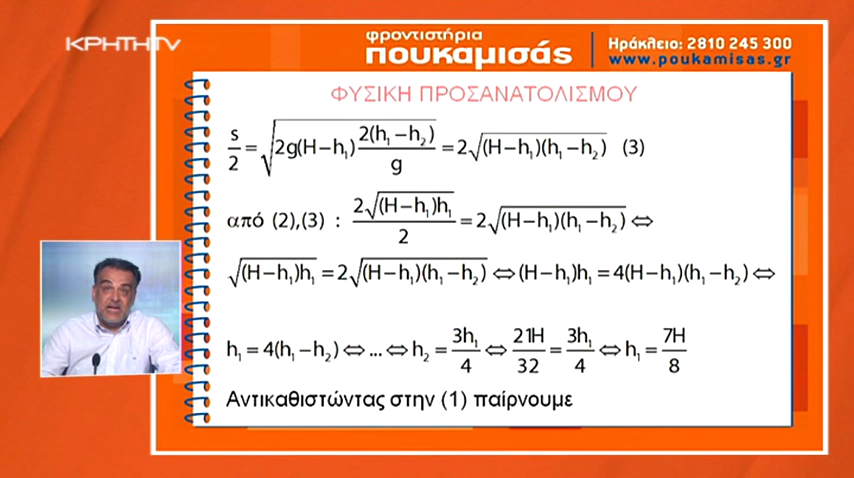 ΚΡΗΤΗ TV
φροντιστήρια
πουκαμισάς
Ηράκλειο: 2810 245 300
www.poukamisas.gr
ΦΥΣΙΚΗ ΠΡΟΣΑΝΑΤΟΛΙΣΜΟΥ
s/2 = √(2g(H−h₁) 2(h₁−h₂)/g) = 2√((H−h₁)(h₁−h₂)) (3)
από (2),(3) : 2√((H−h₁)h₁)/2 = 2√((H−h₁)(h₁−h₂)) ⇔
√((H−h₁)h₁) = 2√((H−h₁)(h₁−h₂)) ⇔ (H−h₁)h₁ = 4(H−h₁)(h₁−h₂) ⇔
h₁ = 4(h₁−h₂) ⇔ ... ⇔ h₂ = 3h₁/4 ⇔ 21H/32 = 3h₁/4 ⇔ h₁ = 7H/8
Αντικαθιστώντας στην (1) παίρνουμε